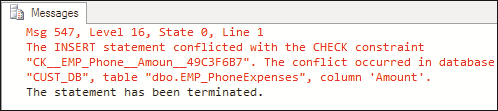 Messages
Msg 547, Level 16, State 0, Line 1
The INSERT statement conflicted with the CHECK constraint
"CK__EMP_Phone__Amoun__49C3F6B7". The conflict occurred in database
"CUST_DB", table "dbo.EMP_PhoneExpenses", column 'Amount'.
The statement has been terminated.